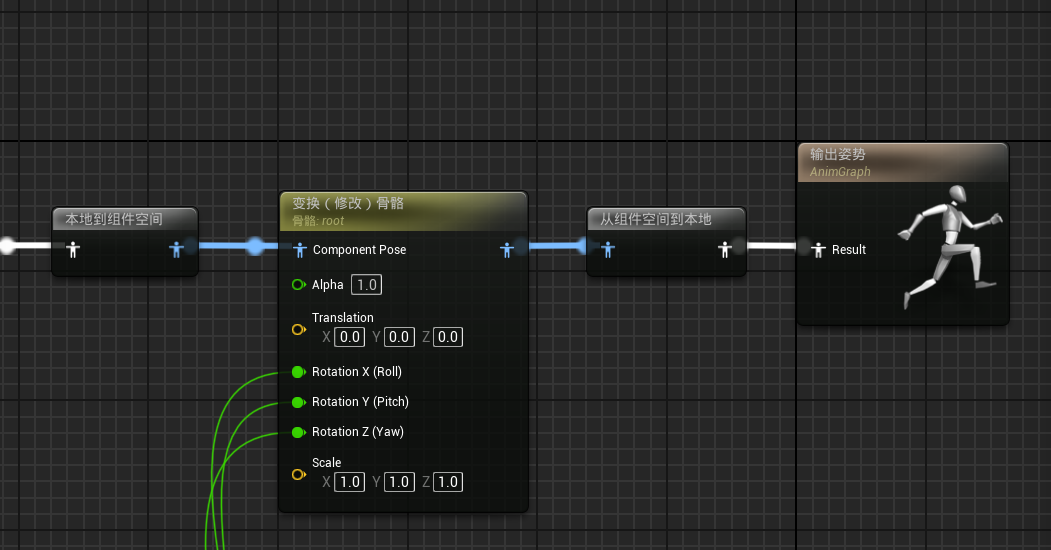 输出姿势
AnimGraph
变换（修改）骨骼
骨骼: root
本地到组件空间
从组件空间到本地
Component Pose
Result
Alpha 1.0
Translation
X 0.0 Y 0.0 Z 0.0
Rotation X (Roll)
Rotation Y (Pitch)
Rotation Z (Yaw)
Scale
X 1.0 Y 1.0 Z 1.0